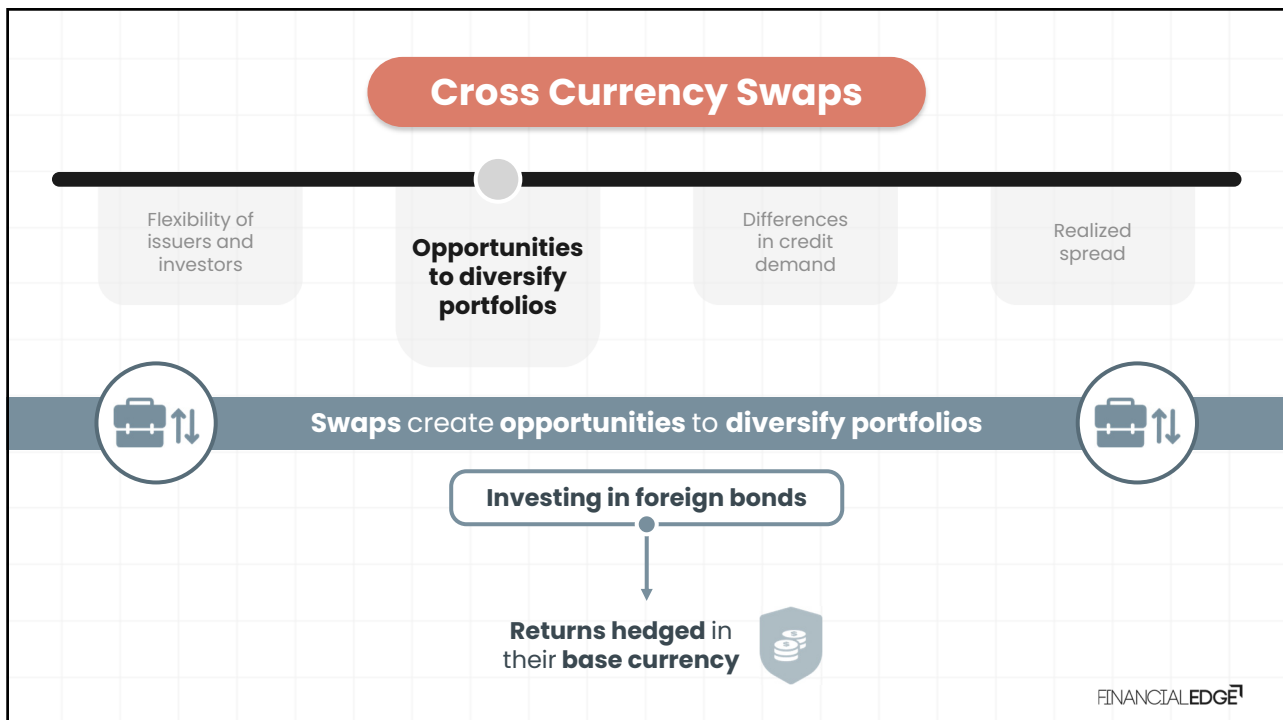 Cross Currency Swaps
Flexibility of
issuers and
investors
Opportunities
to diversify
portfolios
Differences
in credit
demand
Realized
spread
Swaps create opportunities to diversify portfolios
Investing in foreign bonds
Returns hedged in
their base currency
FINANCIALEDGE